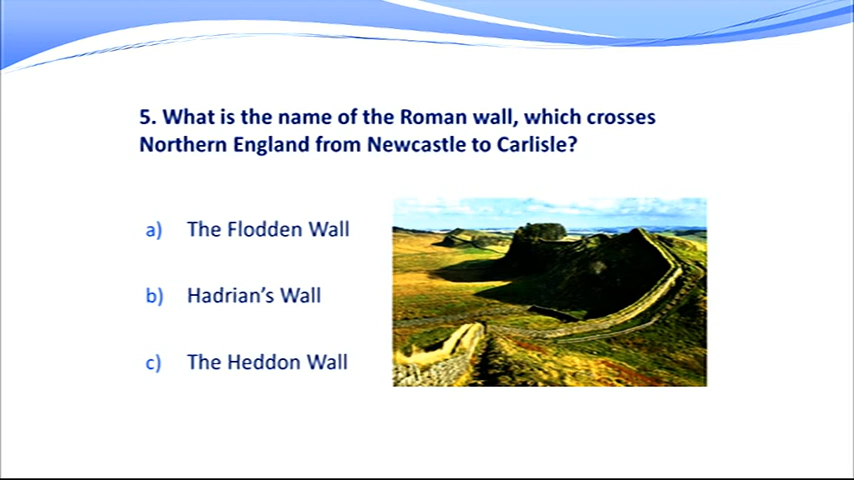 5. What is the name of the Roman wall, which crosses
Northern England from Newcastle to Carlisle?
a) The Flodden Wall
b) Hadrian’s Wall
c) The Heddon Wall